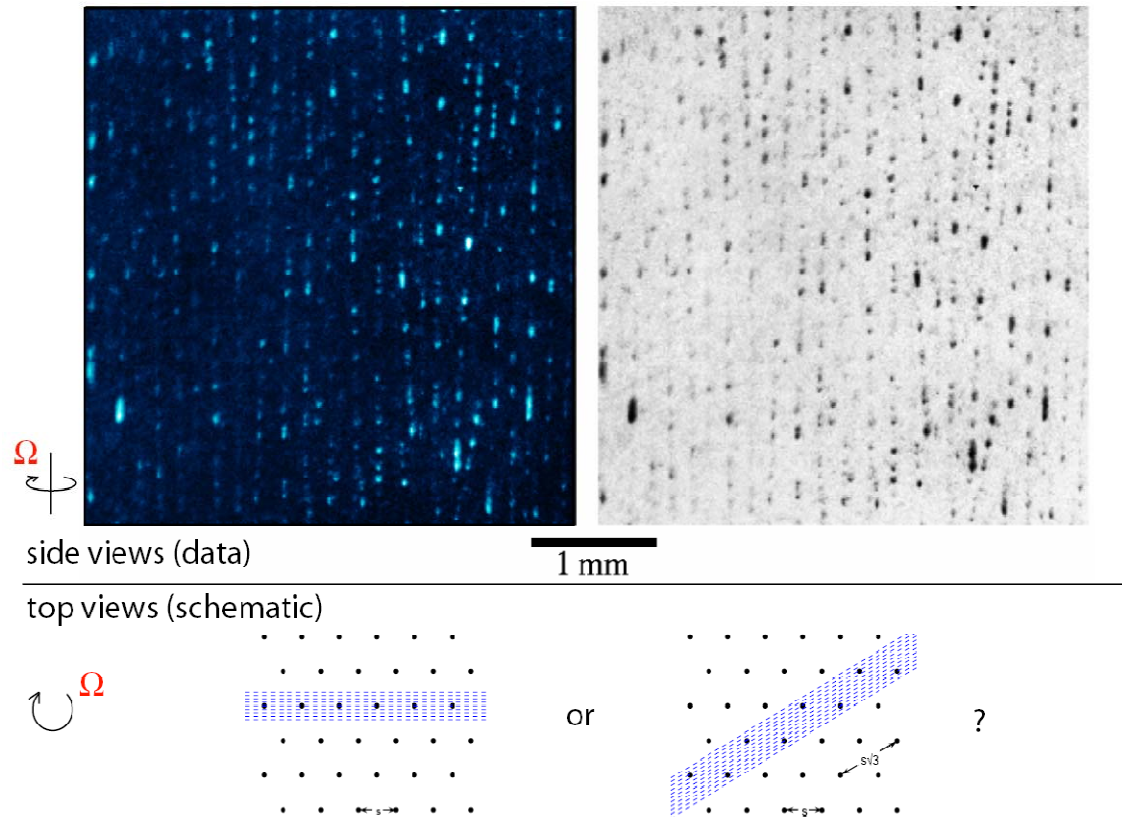 Ω
side views (data)
1 mm
top views (schematic)
Ω
or
?
s√3
s
s